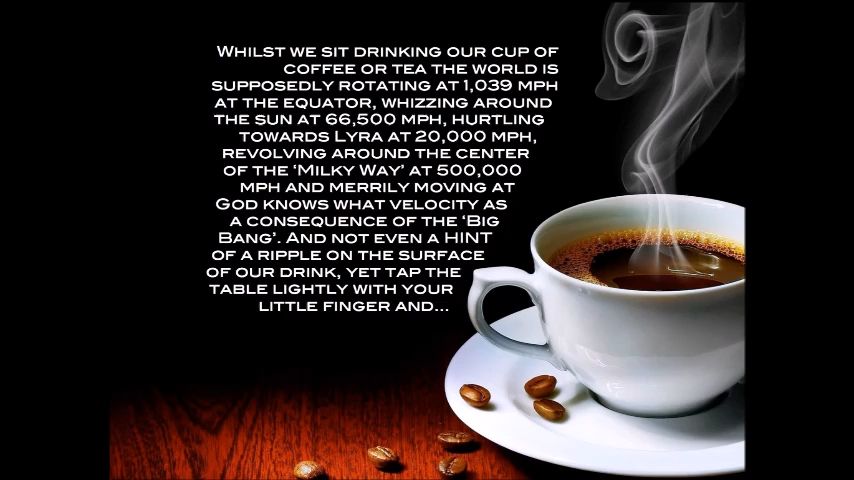 Whilst we sit drinking our cup of
coffee or tea the world is
supposedly rotating at 1,039 mph
at the equator, whizzing around
the sun at 66,500 mph, hurtling
towards Lyra at 20,000 mph,
revolving around the center
of the ‘Milky Way’ at 500,000
mph and merrily moving at
God knows what velocity as
a consequence of the ‘Big
Bang’. And not even a hint
of a ripple on the surface
of our drink, yet tap the
table lightly with your
little finger and...